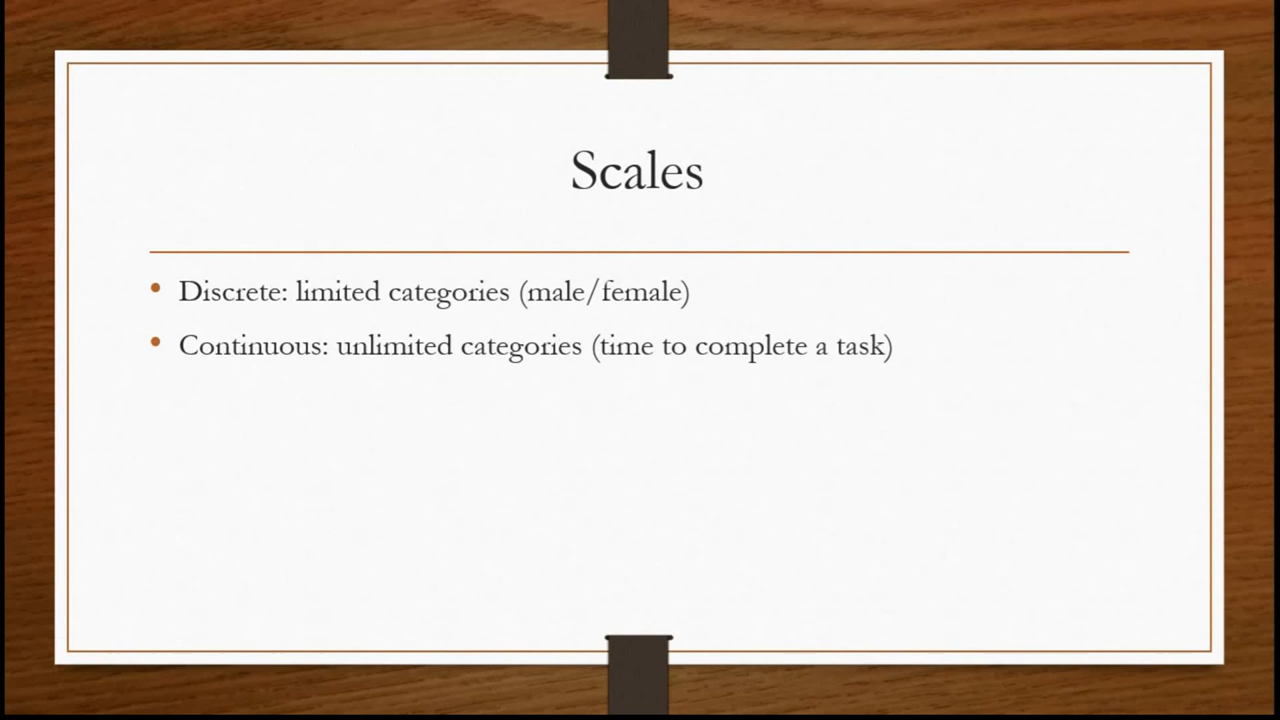 Scales
• Discrete: limited categories (male/female)
• Continuous: unlimited categories (time to complete a task)